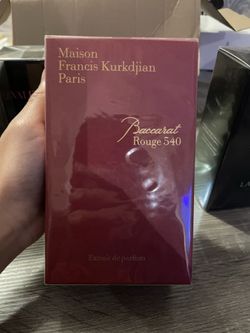 Maison
Francis Kurkdjian
Paris
Baccarat
Rouge 540
Extrait de parfum